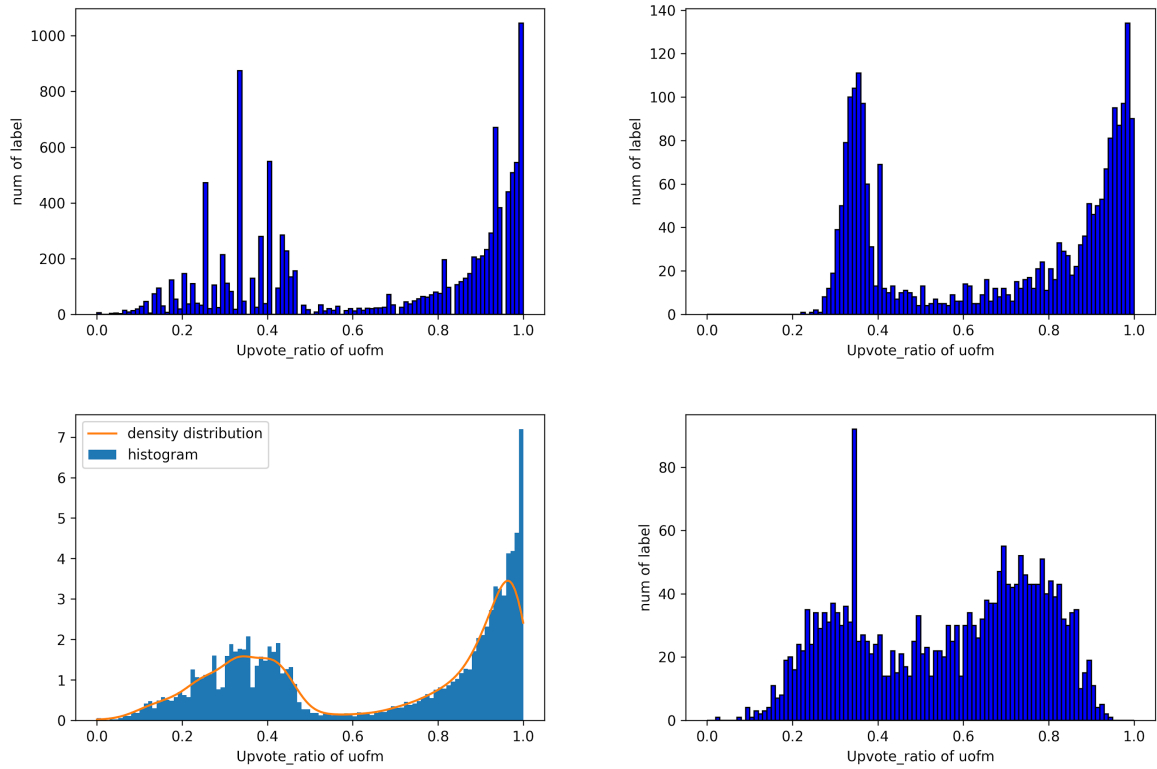 1000
800
600
400
200
0
num of label
0.0 0.2 0.4 0.6 0.8 1.0
Upvote_ratio of uofm
140
120
100
80
60
40
20
0
num of label
0.0 0.2 0.4 0.6 0.8 1.0
Upvote_ratio of uofm
7
6
5
4
3
2
1
0
density distribution
histogram
0.0 0.2 0.4 0.6 0.8 1.0
Upvote_ratio of uofm
80
60
40
20
0
num of label
0.0 0.2 0.4 0.6 0.8 1.0
Upvote_ratio of uofm